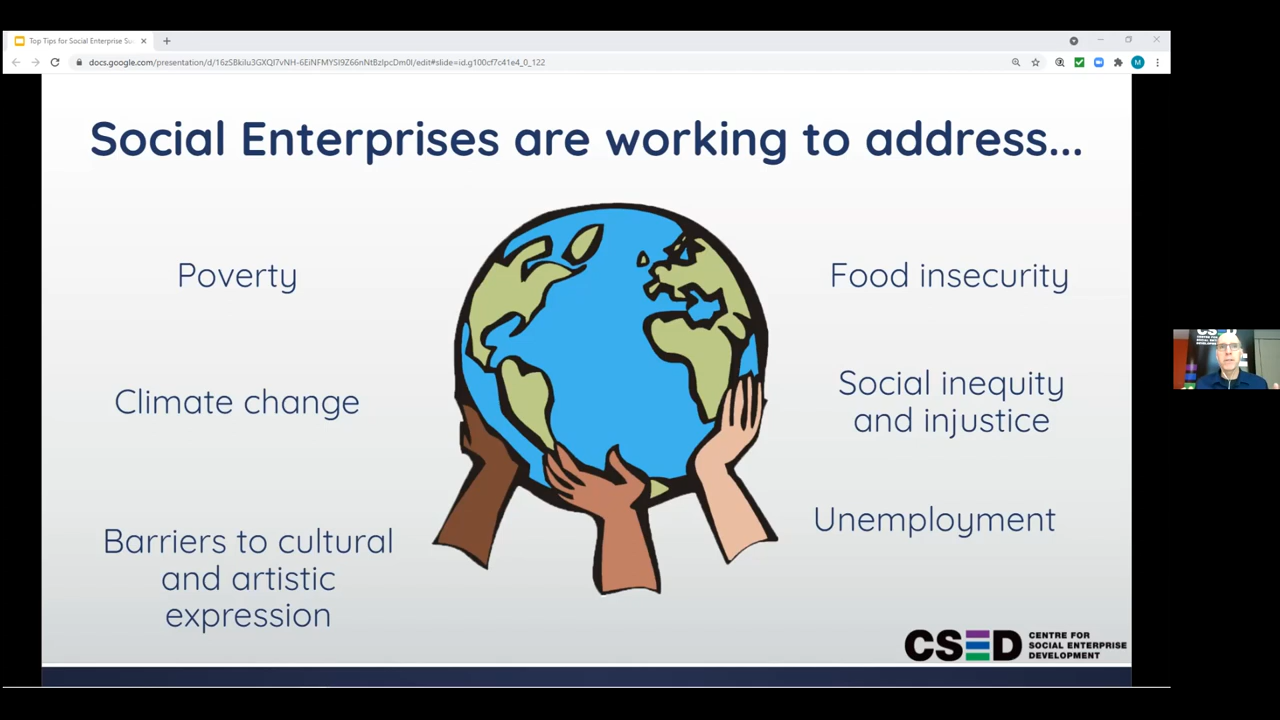 Top Tips for Social Enterprise Su
docs.google.com/presentation/d/16zSBkilu3GXQI7vNH-6EiNFMYSI9Z66nNtBzlpcDm0I/edit#slide=id.g100cf7c41e4_0_122
M
Social Enterprises are working to address...
Poverty
Food insecurity
Climate change
Social inequity
and injustice
Unemployment
Barriers to cultural
and artistic
expression
CSED
CENTRE FOR
SOCIAL ENTERPRISE
DEVELOPMENT